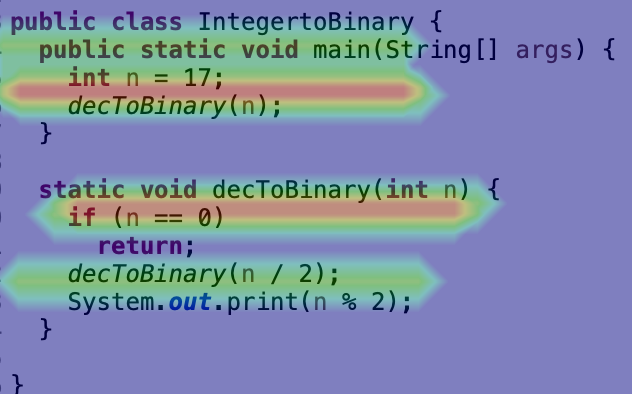 public class IntegertoBinary {
public static void main(String[] args) {
int n = 17;
decToBinary(n);
}
static void decToBinary(int n) {
if (n == 0)
return;
decToBinary(n / 2);
System.out.print(n % 2);
}
}